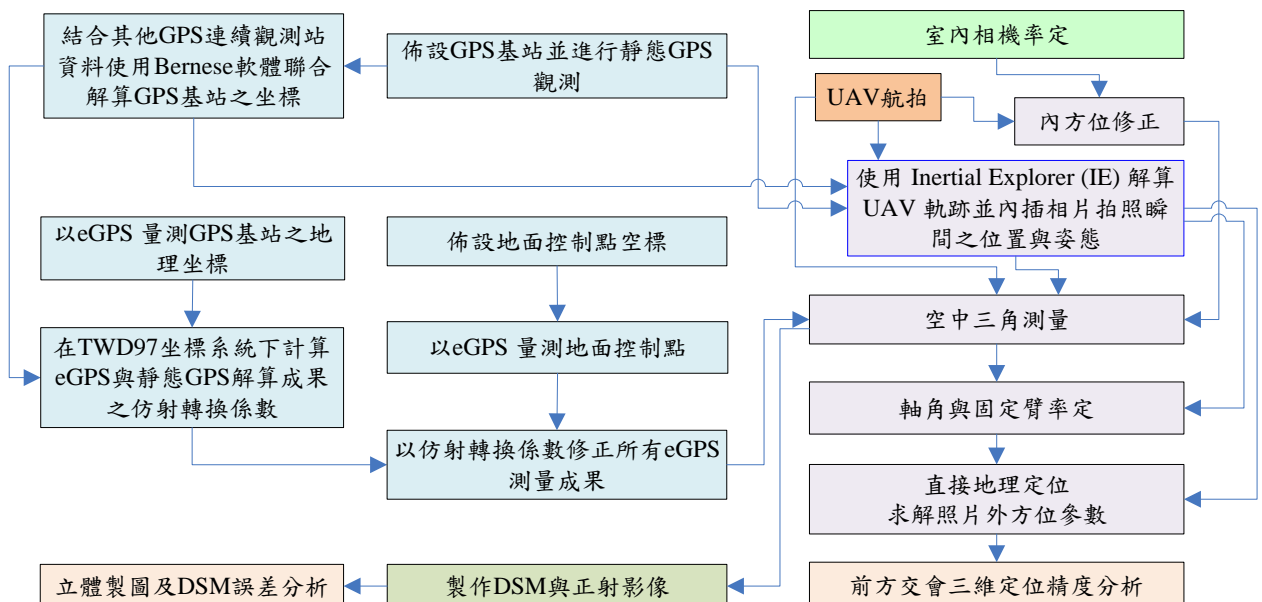 結合其他GPS連續觀測站
資料使用Bernese軟體聯合
解算GPS基站之坐標
佈設GPS基站並進行靜態GPS
觀測
室內相機率定
UAV航拍
內方位修正
使用 Inertial Explorer (IE) 解算
UAV 軌跡並內插相片拍照瞬
間之位置與姿態
以eGPS 量測GPS基站之地
理坐標
佈設地面控制點空標
空中三角測量
在TWD97坐標系統下計算
eGPS與靜態GPS解算成果
之仿射轉換係數
以eGPS 量測地面控制點
軸角與固定臂率定
以仿射轉換係數修正所有eGPS
測量成果
直接地理定位
求解照片外方位參數
立體製圖及DSM誤差分析
製作DSM與正射影像
前方交會三維定位精度分析